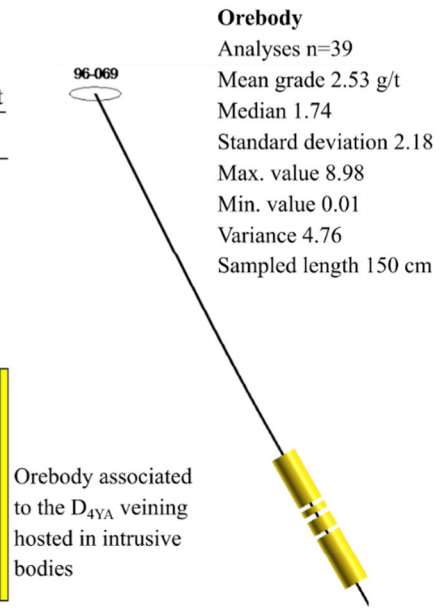 Orebody
Analyses n=39
Mean grade 2.53 g/t
Median 1.74
Standard deviation 2.18
Max. value 8.98
Min. value 0.01
Variance 4.76
Sampled length 150 cm
96-069
Orebody associated
to the D4YA veining
hosted in intrusive
bodies